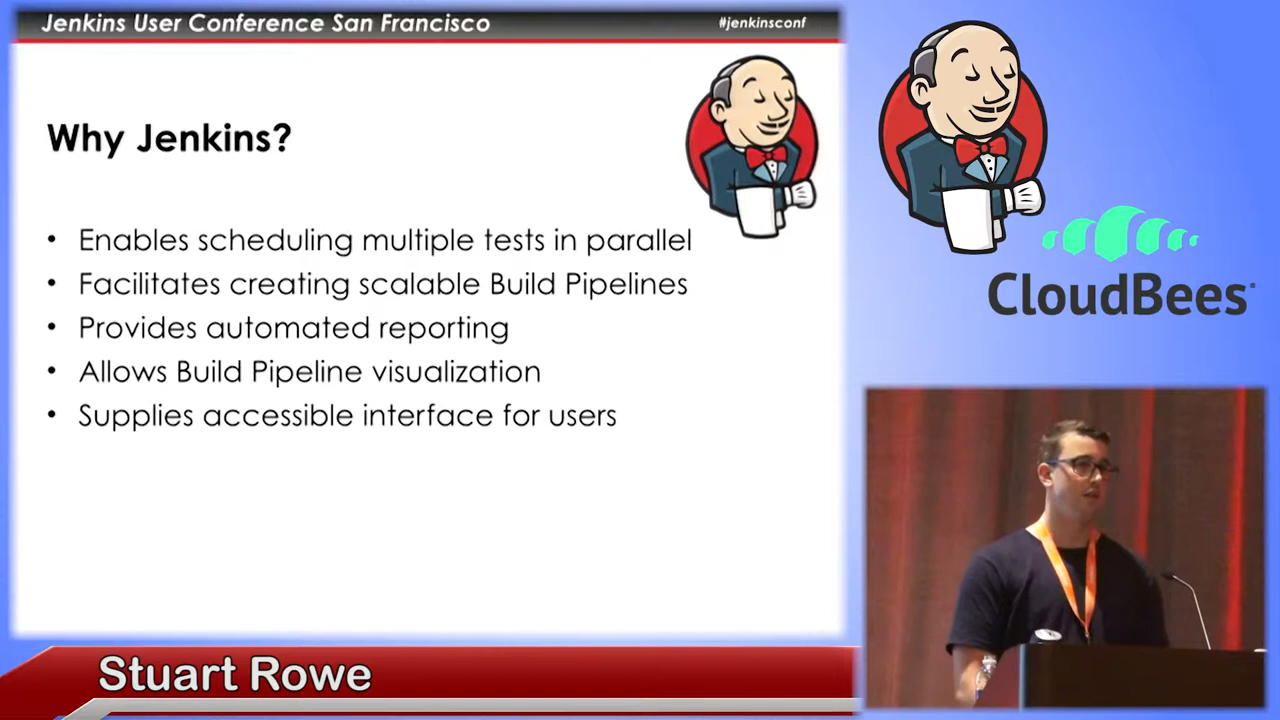 Jenkins User Conference San Francisco
#jenkinsconf
Why Jenkins?
• Enables scheduling multiple tests in parallel
• Facilitates creating scalable Build Pipelines
• Provides automated reporting
• Allows Build Pipeline visualization
• Supplies accessible interface for users
CloudBees
Stuart Rowe